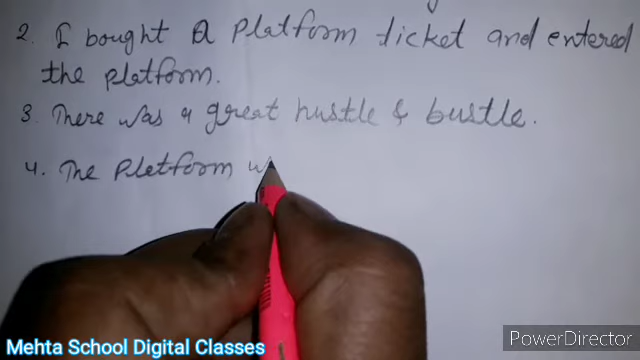 2. I bought a platform ticket and entered
the platform.
3. There was a great hustle & bustle.
4. The Pletform w
Mehta School Digital Classes
PowerDirector